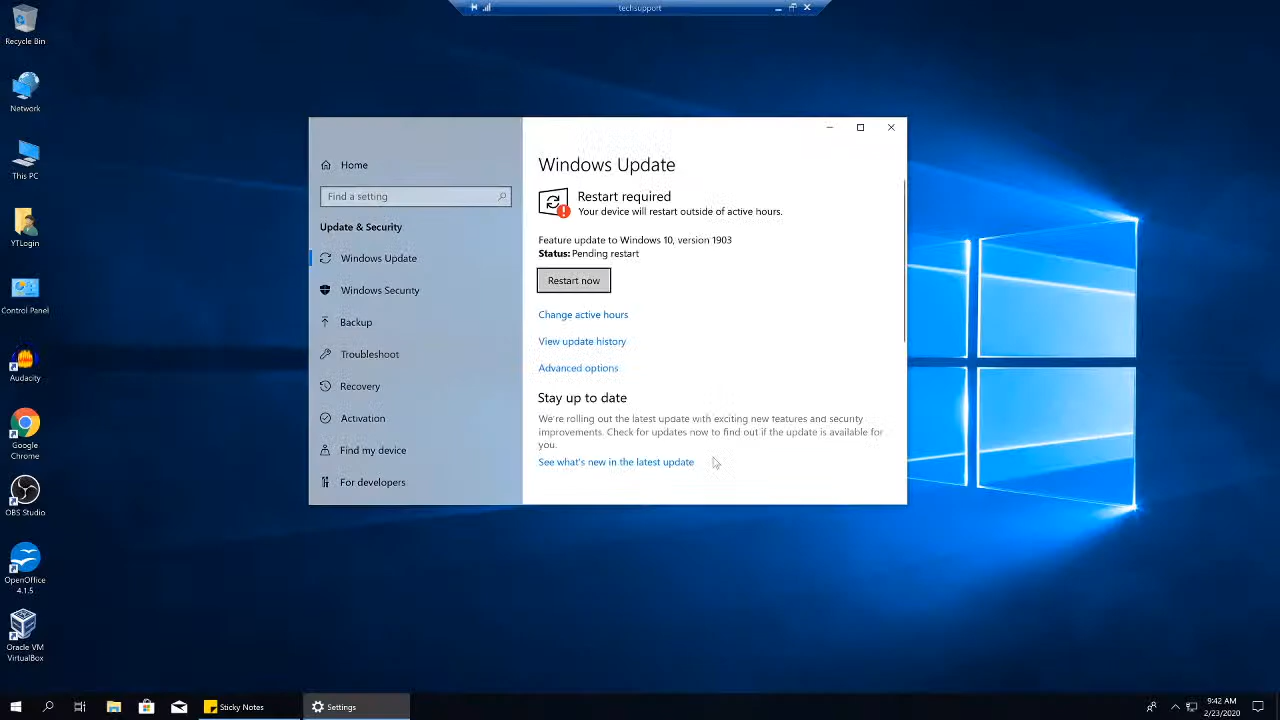 techsupport
Recycle Bin
Network
This PC
YTLogin
Control Panel
Audacity
Google
Chrome
OBS Studio
OpenOffice
4.1.5
Oracle VM
VirtualBox
Home
Find a setting
Update & Security
Windows Update
Windows Security
Backup
Troubleshoot
Recovery
Activation
Find my device
For developers
Windows Update
Restart required
Your device will restart outside of active hours.
Feature update to Windows 10, version 1903
Status: Pending restart
Restart now
Change active hours
View update history
Advanced options
Stay up to date
We're rolling out the latest update with exciting new features and security
improvements. Check for updates now to find out if the update is available for
you.
See what's new in the latest update
Sticky Notes
Settings
9:42 AM
2/23/2020